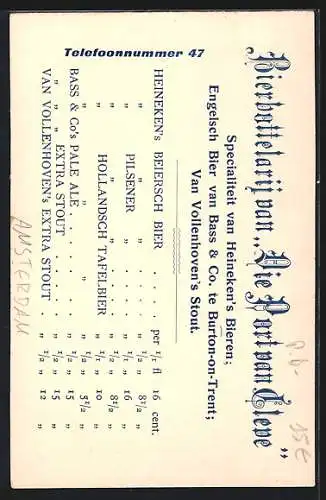 Telefoonnummer 47
Bierbottelarij van „Die Port van Cleve"
Specialiteit van Heineken's Bieren;
Engelsch Bier van Bass & Co. te Burton-on-Trent;
Van Vollenhoven's Stout.
HEINEKEN's BEIERSCH BIER . . . per 1/1 fl 16 cent.
„ „ „ . . . „ 1/2 „ 8 1/2 „
„ PILSENER . . . „ 1/1 „ 16 „
„ „ . . . „ 1/2 „ 8 1/2 „
„ HOLLANDSCH TAFELBIER „ 1/1 „ 10 „
„ „ „ „ 1/2 „ 5 1/2 „
BASS & Co's PALE ALE . . . „ 1/2 „ 15 „
„ „ EXTRA STOUT . . . „ 1/2 „ 15 „
VAN VOLLENHOVEN's EXTRA STOUT . „ 1/2 „ 12 „
AMSTERDAM
15€